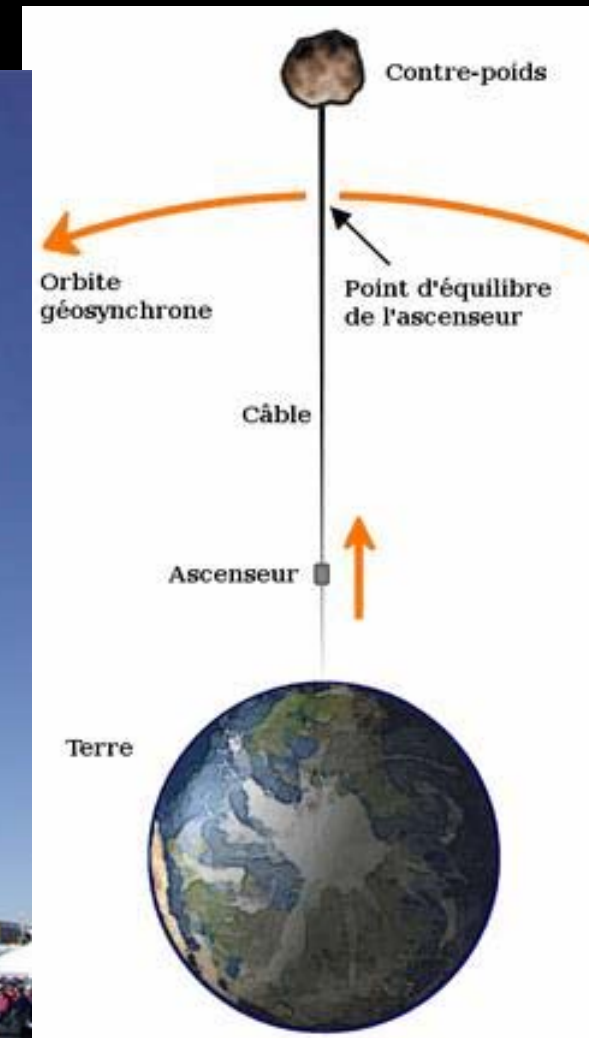 Contre-poids
Orbite
géosynchrone
Point d'équilibre
de l'ascenseur
Câble
Ascenseur
Terre